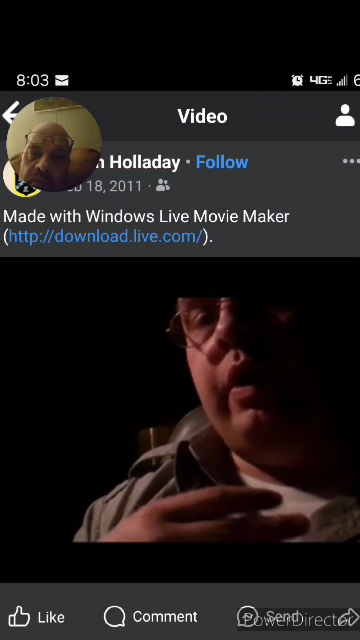 8:03
4GE
Video
Holladay • Follow
18, 2011 ·
Made with Windows Live Movie Maker
(http://download.live.com/).
Like
Comment
Send
PowerDirector